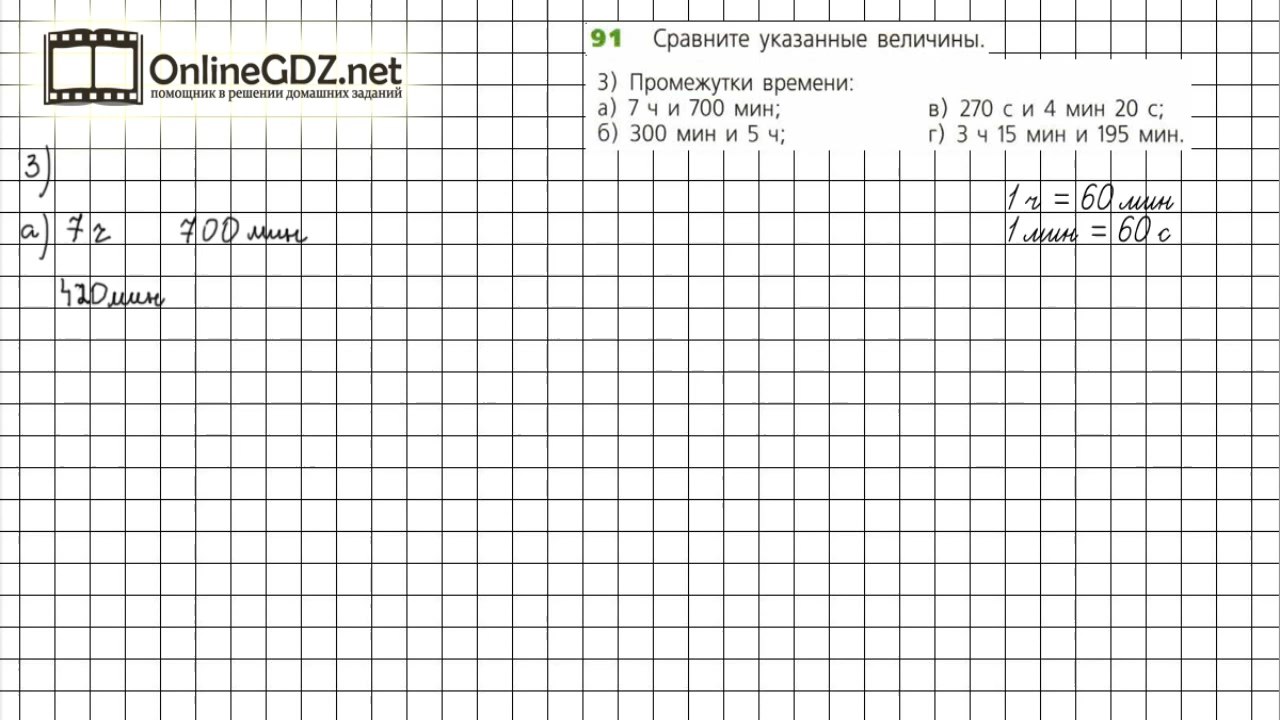 OnlineGDZ.net
помощник в решении домашних заданий
91 Сравните указанные величины.
3) Промежутки времени:
а) 7 ч и 700 мин; в) 270 с и 4 мин 20 с;
б) 300 мин и 5 ч; г) 3 ч 15 мин и 195 мин.
3)
1 ч = 60 мин
а) 7 ч 700 мин
1 мин = 60 с
420 мин